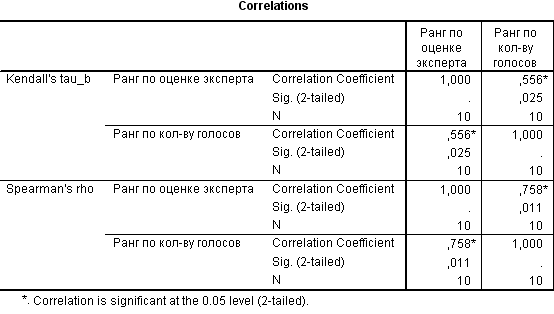 Correlations
Ранг по оценке эксперта Ранг по кол-ву голосов
Kendall's tau_b Ранг по оценке эксперта Correlation Coefficient 1,000 ,556*
Sig. (2-tailed) . ,025
N 10 10
Ранг по кол-ву голосов Correlation Coefficient ,556* 1,000
Sig. (2-tailed) ,025 .
N 10 10
Spearman's rho Ранг по оценке эксперта Correlation Coefficient 1,000 ,758*
Sig. (2-tailed) . ,011
N 10 10
Ранг по кол-ву голосов Correlation Coefficient ,758* 1,000
Sig. (2-tailed) ,011 .
N 10 10
*. Correlation is significant at the 0.05 level (2-tailed).